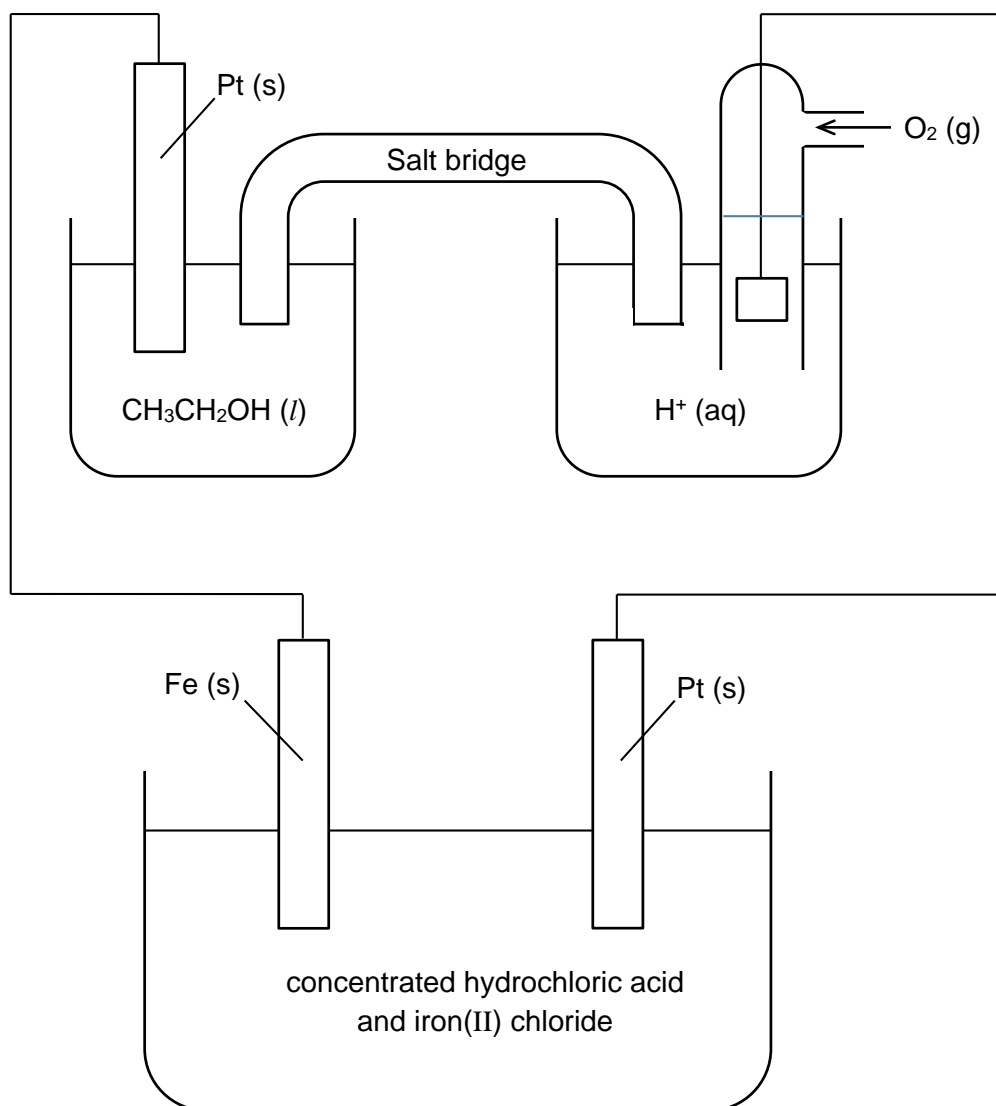 Pt (s)
O₂ (g)
Salt bridge
CH₃CH₂OH (l)
H⁺ (aq)
Fe (s)
Pt (s)
concentrated hydrochloric acid
and iron(II) chloride